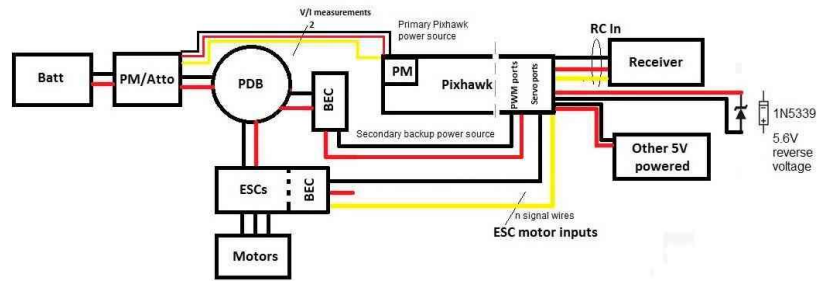 V/I measurements
2
Primary Pixhawk
power source
RC In
Batt
PM/Atto
PDB
BEC
PM
Pixhawk
PWM ports
Servo ports
Receiver
1N5339
5.6V
reverse
voltage
Secondary backup power source
Other 5V
powered
ESCs
BEC
n signal wires
ESC motor inputs
Motors